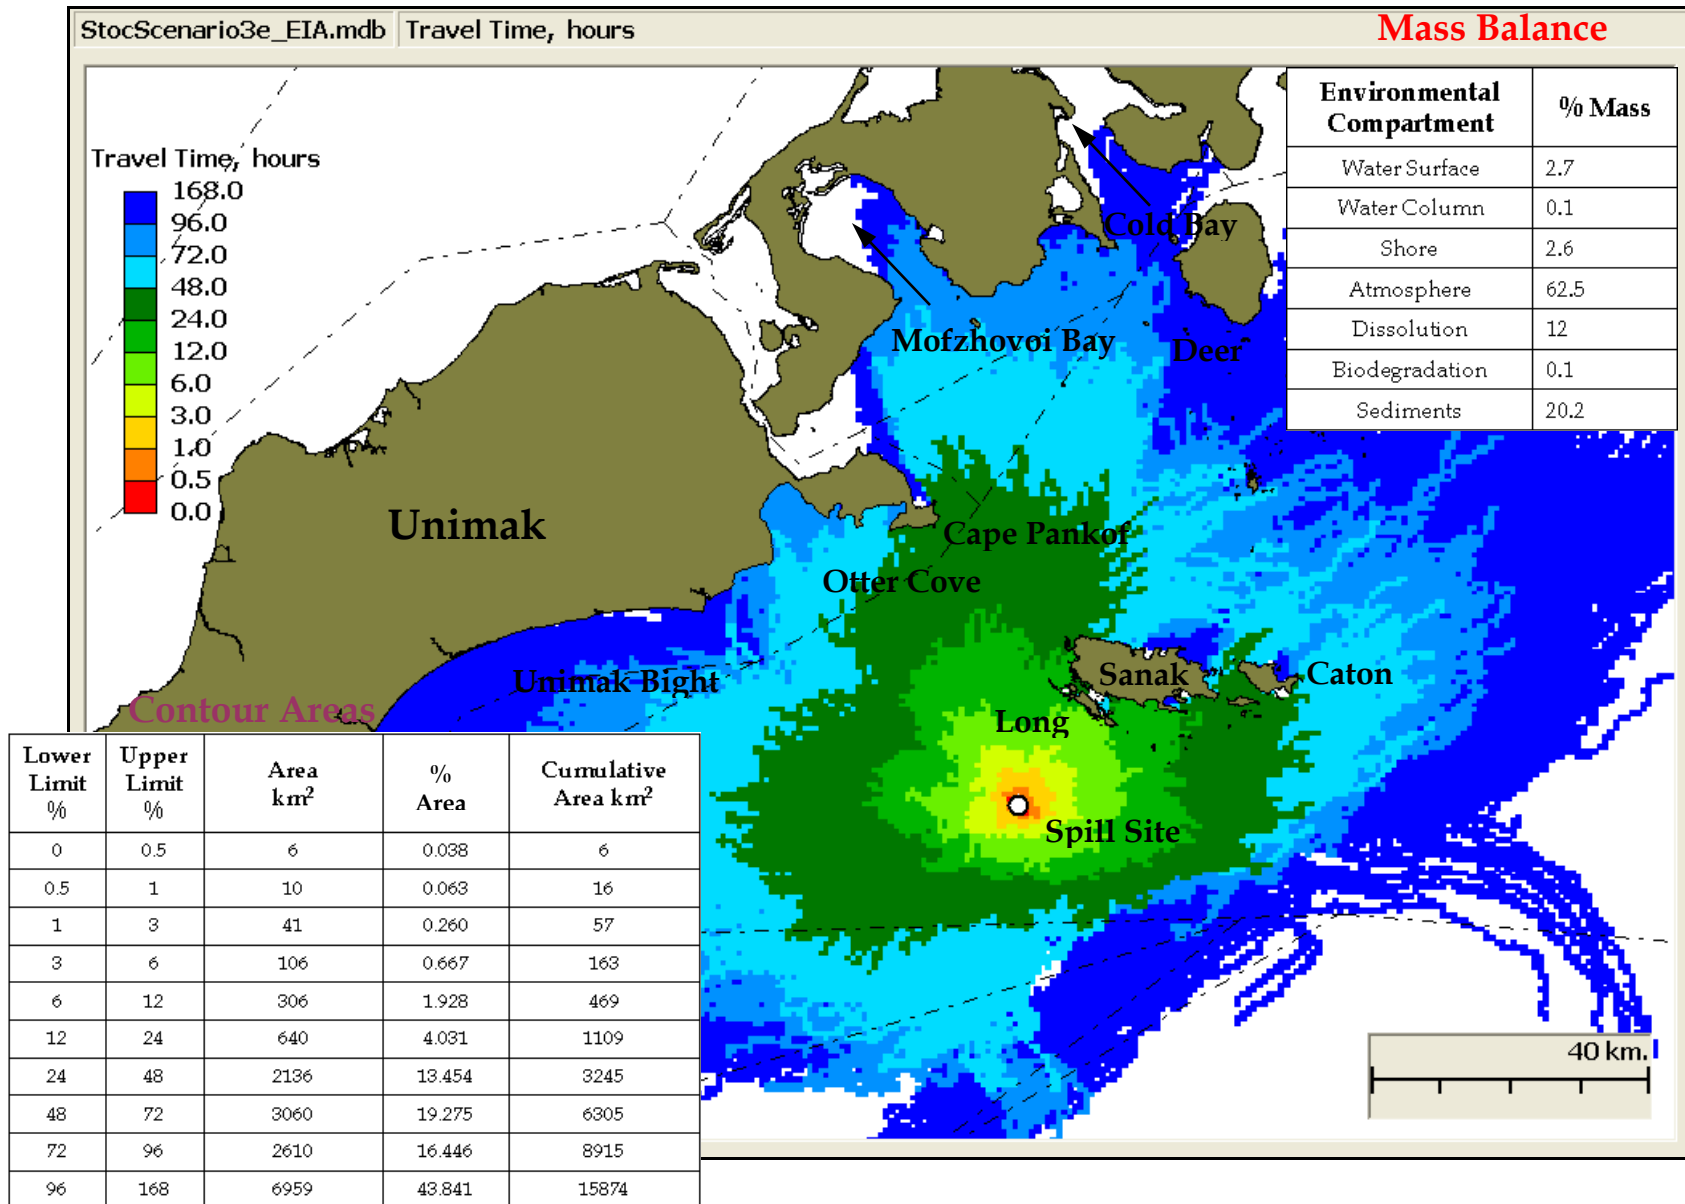 StocScenario3e_EIA.mdb Travel Time, hours Mass Balance
Environmental Compartment % Mass
Water Surface 2.7
Water Column 0.1
Shore 2.6
Atmosphere 62.5
Dissolution 12
Biodegradation 0.1
Sediments 20.2
Travel Time, hours
168.0
96.0
72.0
48.0
24.0
12.0
6.0
3.0
1.0
0.5
0.0
Cold Bay
Mofzhovoi Bay
Deer
Unimak
Cape Pankof
Otter Cove
Unimak Bight
Sanak
Caton
Long
Spill Site
Contour Areas
Lower Limit % Upper Limit % Area km² % Area Cumulative Area km²
0 0.5 6 0.038 6
0.5 1 10 0.063 16
1 3 41 0.260 57
3 6 106 0.667 163
6 12 306 1.928 469
12 24 640 4.031 1109
24 48 2136 13.454 3245
48 72 3060 19.275 6305
72 96 2610 16.446 8915
96 168 6959 43.841 15874
40 km.